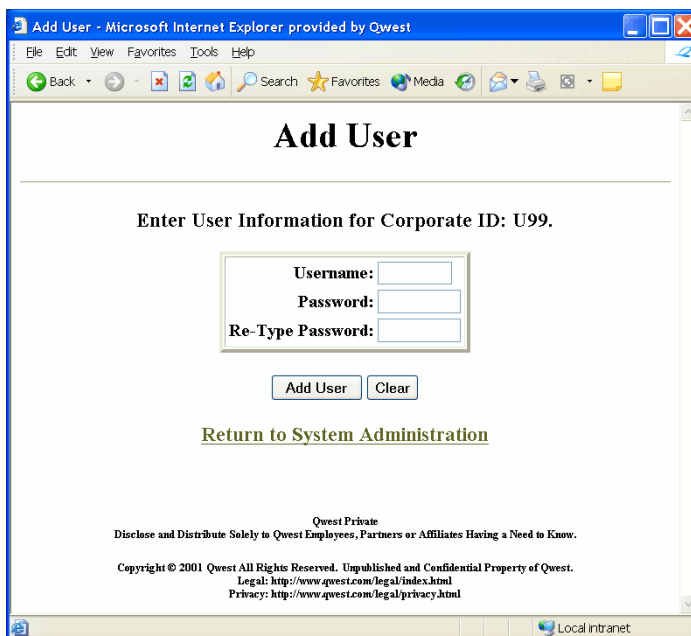 Add User - Microsoft Internet Explorer provided by Qwest
File Edit View Favorites Tools Help
Back Search Favorites Media
Add User
Enter User Information for Corporate ID: U99.
Username:
Password:
Re-Type Password:
Add User Clear
Return to System Administration
Qwest Private
Disclose and Distribute Solely to Qwest Employees, Partners or Affiliates Having a Need to Know.
Copyright © 2001 Qwest All Rights Reserved. Unpublished and Confidential Property of Qwest.
Legal: http://www.qwest.com/legal/index.html
Privacy: http://www.qwest.com/legal/privacy.html
Local intranet